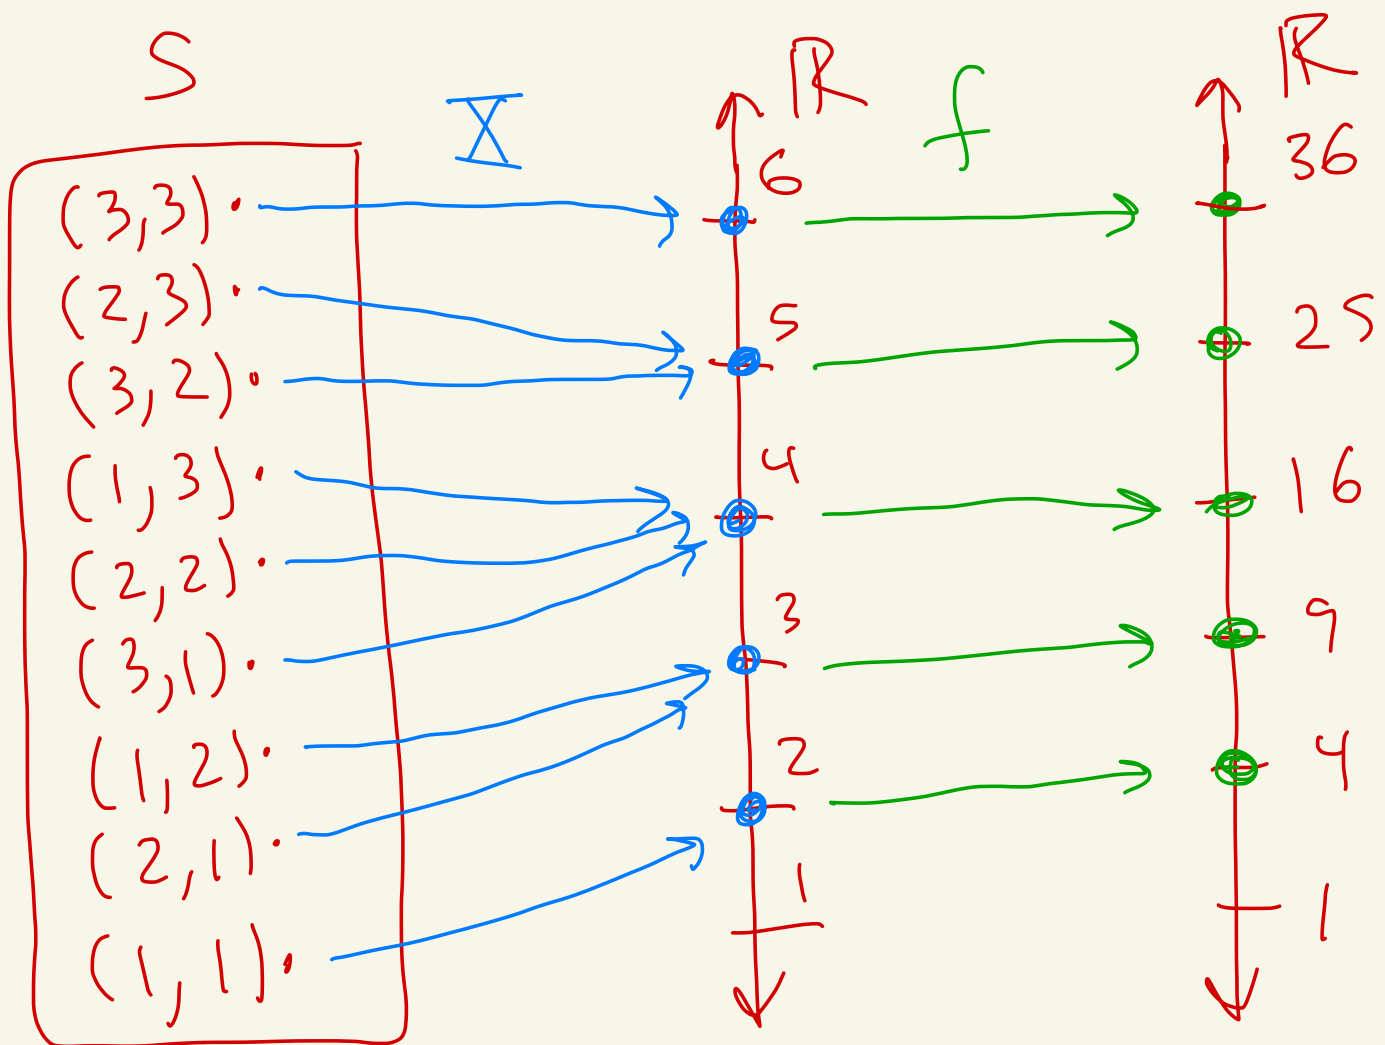 S X ℝ f ℝ
(3,3) 6 36
(2,3) 5 25
(3,2)
(1,3) 4 16
(2,2)
(3,1) 3 9
(1,2) 2 4
(2,1) 1 1
(1,1)